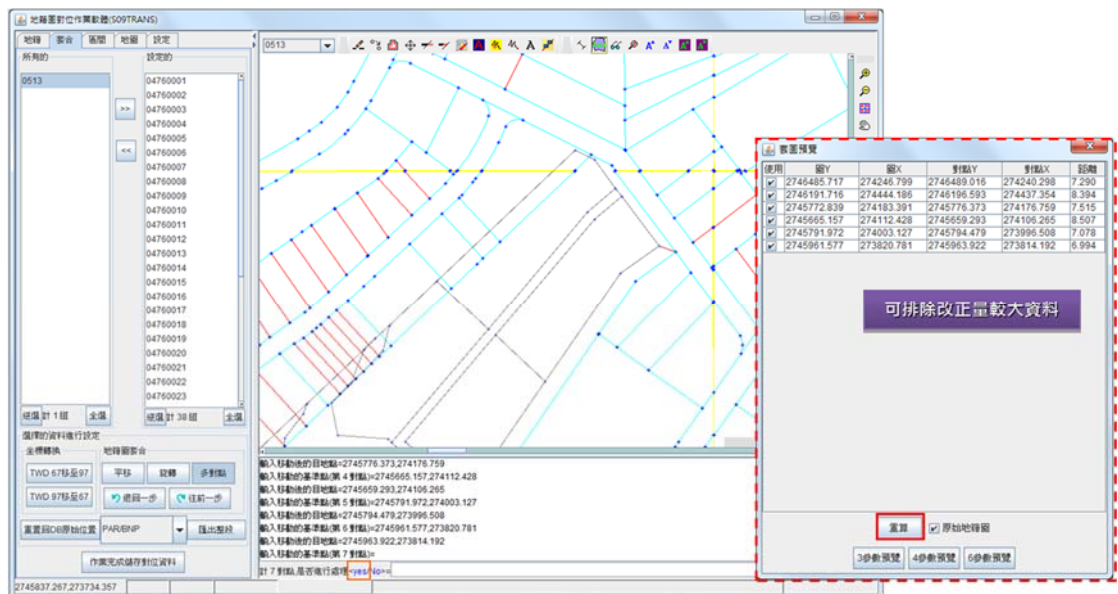 地籍圖對位作業軟體(S09TRANS)
地籍 套合 區間 地圖 設定
所有的
0513
>>
<<
設定的
04760001
04760002
04760003
04760004
04760005
04760006
04760007
04760008
04760009
04760010
04760011
04760012
04760013
04760014
04760015
04760016
04760017
04760018
04760019
04760020
04760021
04760022
04760023
逆選 計 1 組 全選
逆選 計 38 組 全選
選擇的資料進行設定
坐標轉換
TWD 67移至97
TWD 97移至67
地籍圖套合
平移 旋轉 多對點
退回一步 往前一步
重置回DB原始位置 PAR/BNP 匯出整段
作業完成儲存對位資料
2745837.267,273734.357
0513
輸入移動後的目地點=2745776.373,274176.759
輸入移動的基準點(第 4 對點)=2745665.157,274112.428
輸入移動後的目地點=2745659.293,274106.265
輸入移動的基準點(第 5 對點)=2745791.972,274003.127
輸入移動後的目地點=2745794.479,273996.508
輸入移動的基準點(第 6 對點)=2745961.577,273820.781
輸入移動後的目地點=2745963.922,273814.192
輸入移動的基準點(第 7 對點)=
計 7 對點,是否進行處理<yes/No>=
套圖預覽
使用 圖Y 圖X 對點Y 對點X 距離
2746485.717 274246.799 2746489.016 274240.298 7.290
2746191.716 274444.186 2746196.593 274437.354 8.394
2745772.839 274183.391 2745776.373 274176.759 7.515
2745665.157 274112.428 2745659.293 274106.265 8.507
2745791.972 274003.127 2745794.479 273996.508 7.078
2745961.577 273820.781 2745963.922 273814.192 6.994
可排除改正量較大資料
重算 原始地籍圖
3參數預覽 4參數預覽 6參數預覽